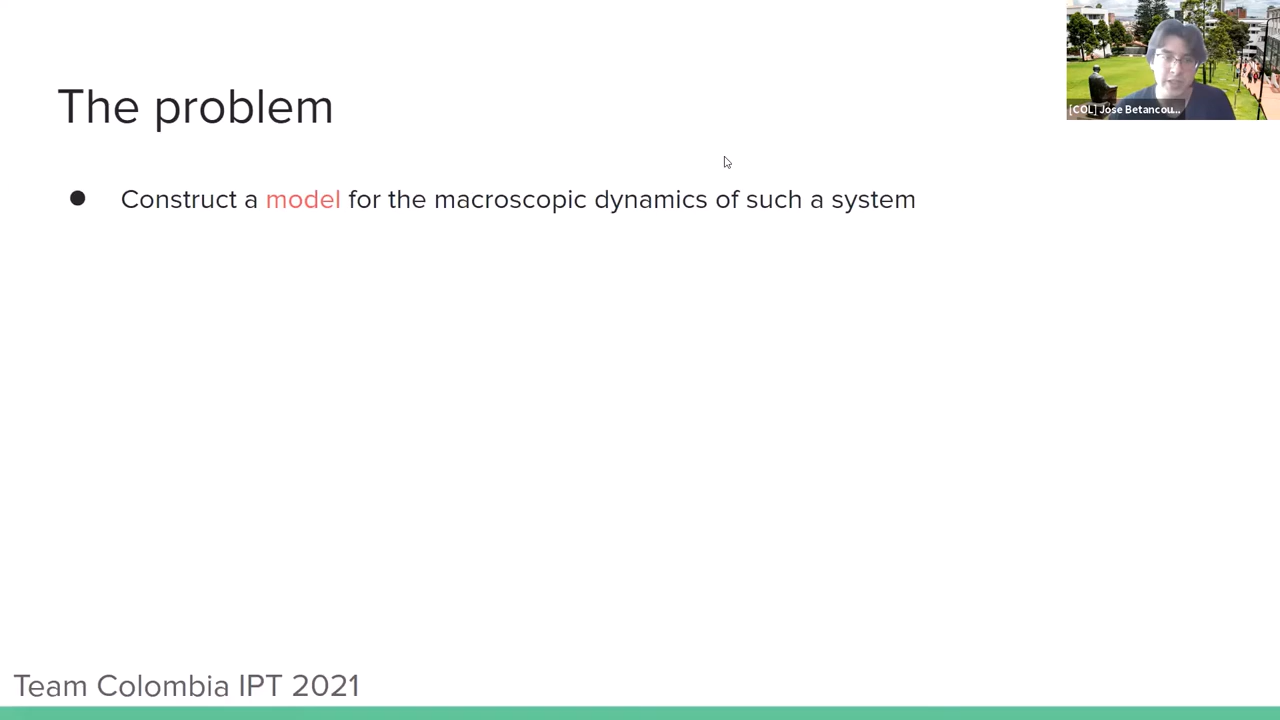 The problem
● Construct a model for the macroscopic dynamics of such a system
[COL] Jose Betancou...
Team Colombia IPT 2021